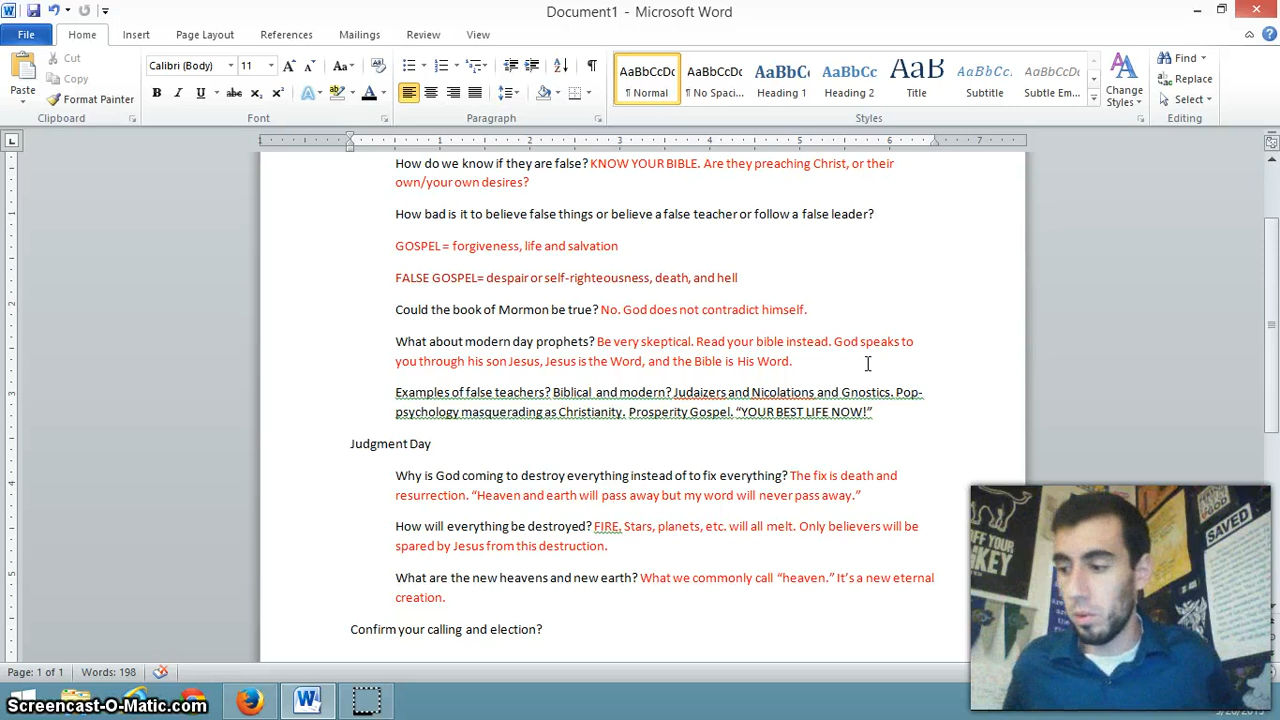 Document1 - Microsoft Word
File Home Insert Page Layout References Mailings Review View
Calibri (Body) 11
Cut
Copy
Paste
Format Painter
Clipboard
Font
Paragraph
AaBbCcDc AaBbCcDc AaBbCc AaBbCc AaB AaBbCcDc AaBbCcDc
¶ Normal ¶ No Spaci... Heading 1 Heading 2 Title Subtitle Subtle Em...
Change
Styles
Styles
Find
Replace
Select
Editing
How do we know if they are false? KNOW YOUR BIBLE. Are they preaching Christ, or their
own/your own desires?
How bad is it to believe false things or believe a false teacher or follow a false leader?
GOSPEL= forgiveness, life and salvation
FALSE GOSPEL= despair or self-righteousness, death, and hell
Could the book of Mormon be true? No. God does not contradict himself.
What about modern day prophets? Be very skeptical. Read your bible instead. God speaks to
you through his son Jesus, Jesus is the Word, and the Bible is His Word.
Examples of false teachers? Biblical and modern? Judaizers and Nicolations and Gnostics. Pop-
psychology masquerading as Christianity. Prosperity Gospel. “YOUR BEST LIFE NOW!”
Judgment Day
Why is God coming to destroy everything instead of to fix everything? The fix is death and
resurrection. “Heaven and earth will pass away but my word will never pass away.”
How will everything be destroyed? FIRE. Stars, planets, etc. will all melt. Only believers will be
spared by Jesus from this destruction.
What are the new heavens and new earth? What we commonly call “heaven.” It’s a new eternal
creation.
Confirm your calling and election?
SAVED
Page: 1 of 1 Words: 198
Screencast-O-Matic.com